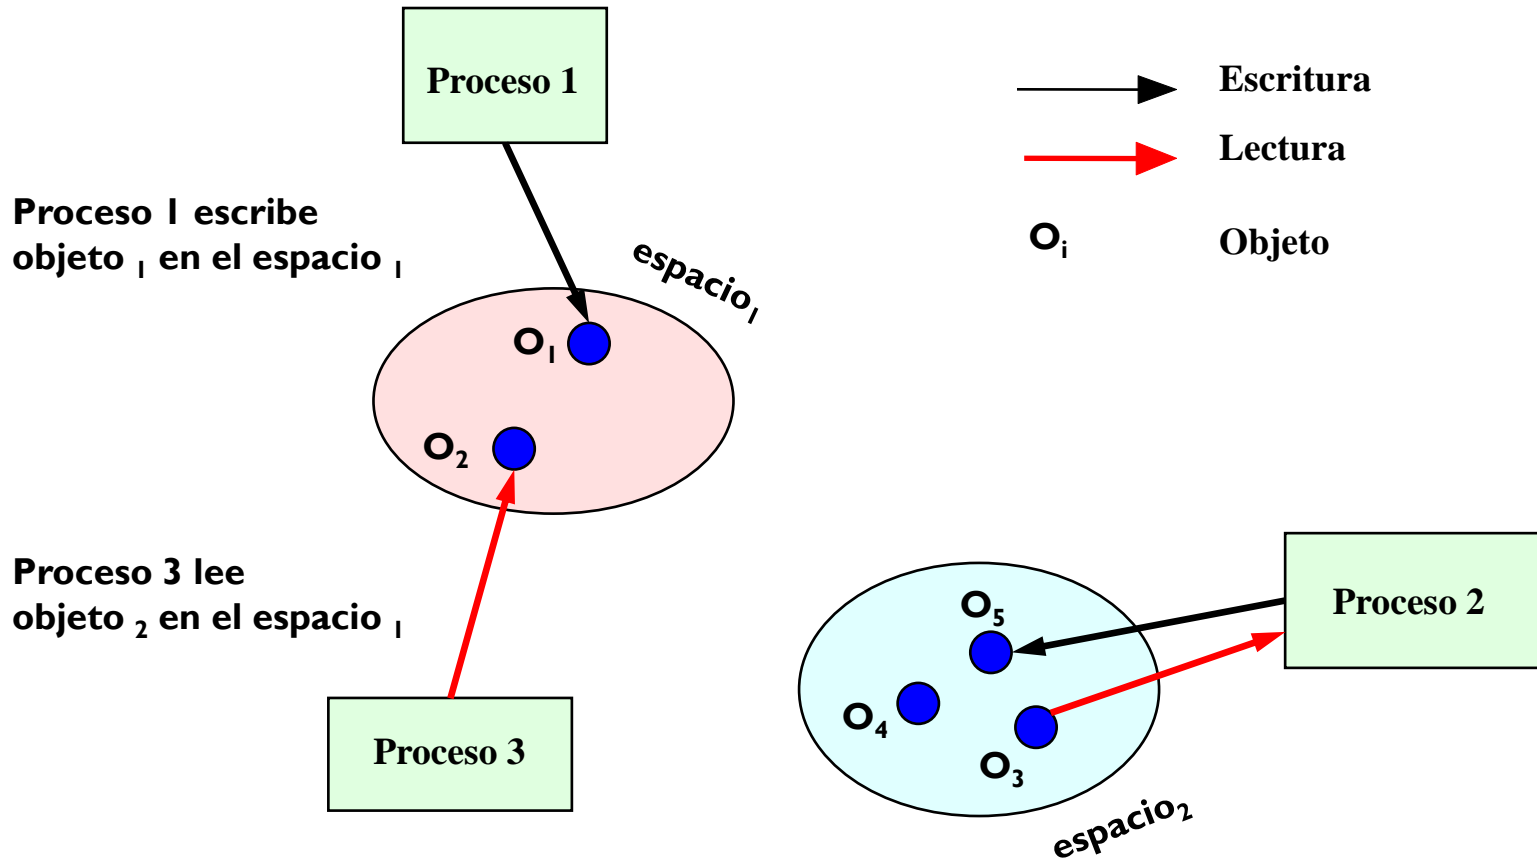 Proceso 1
Escritura
Lectura
Oi
Objeto
Proceso 1 escribe
objeto 1 en el espacio 1
espacio1
O1
O2
Proceso 3 lee
objeto 2 en el espacio 1
Proceso 3
O5
O4
O3
Proceso 2
espacio2